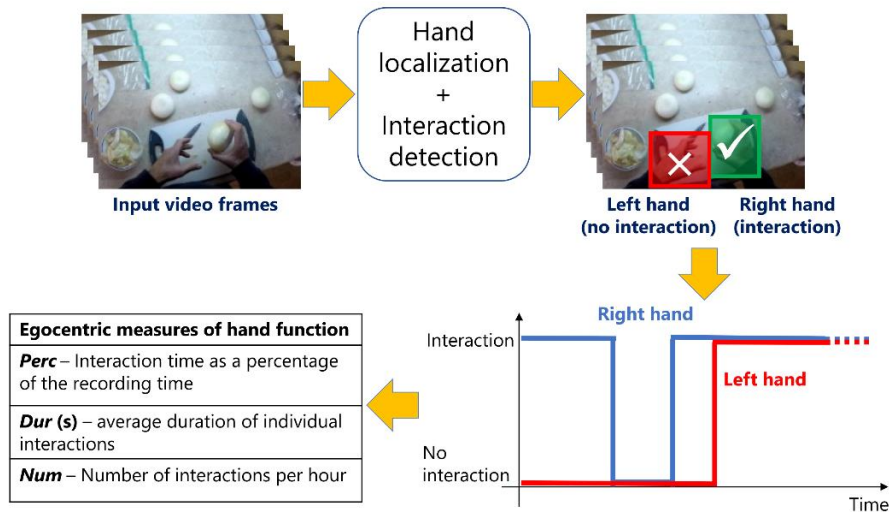 Hand
localization
+
Interaction
detection
Input video frames
Left hand
(no interaction)
Right hand
(interaction)
Egocentric measures of hand function
Perc – Interaction time as a percentage
of the recording time
Dur (s) – average duration of individual
interactions
Num – Number of interactions per hour
Right hand
Interaction
Left hand
No
interaction
Time